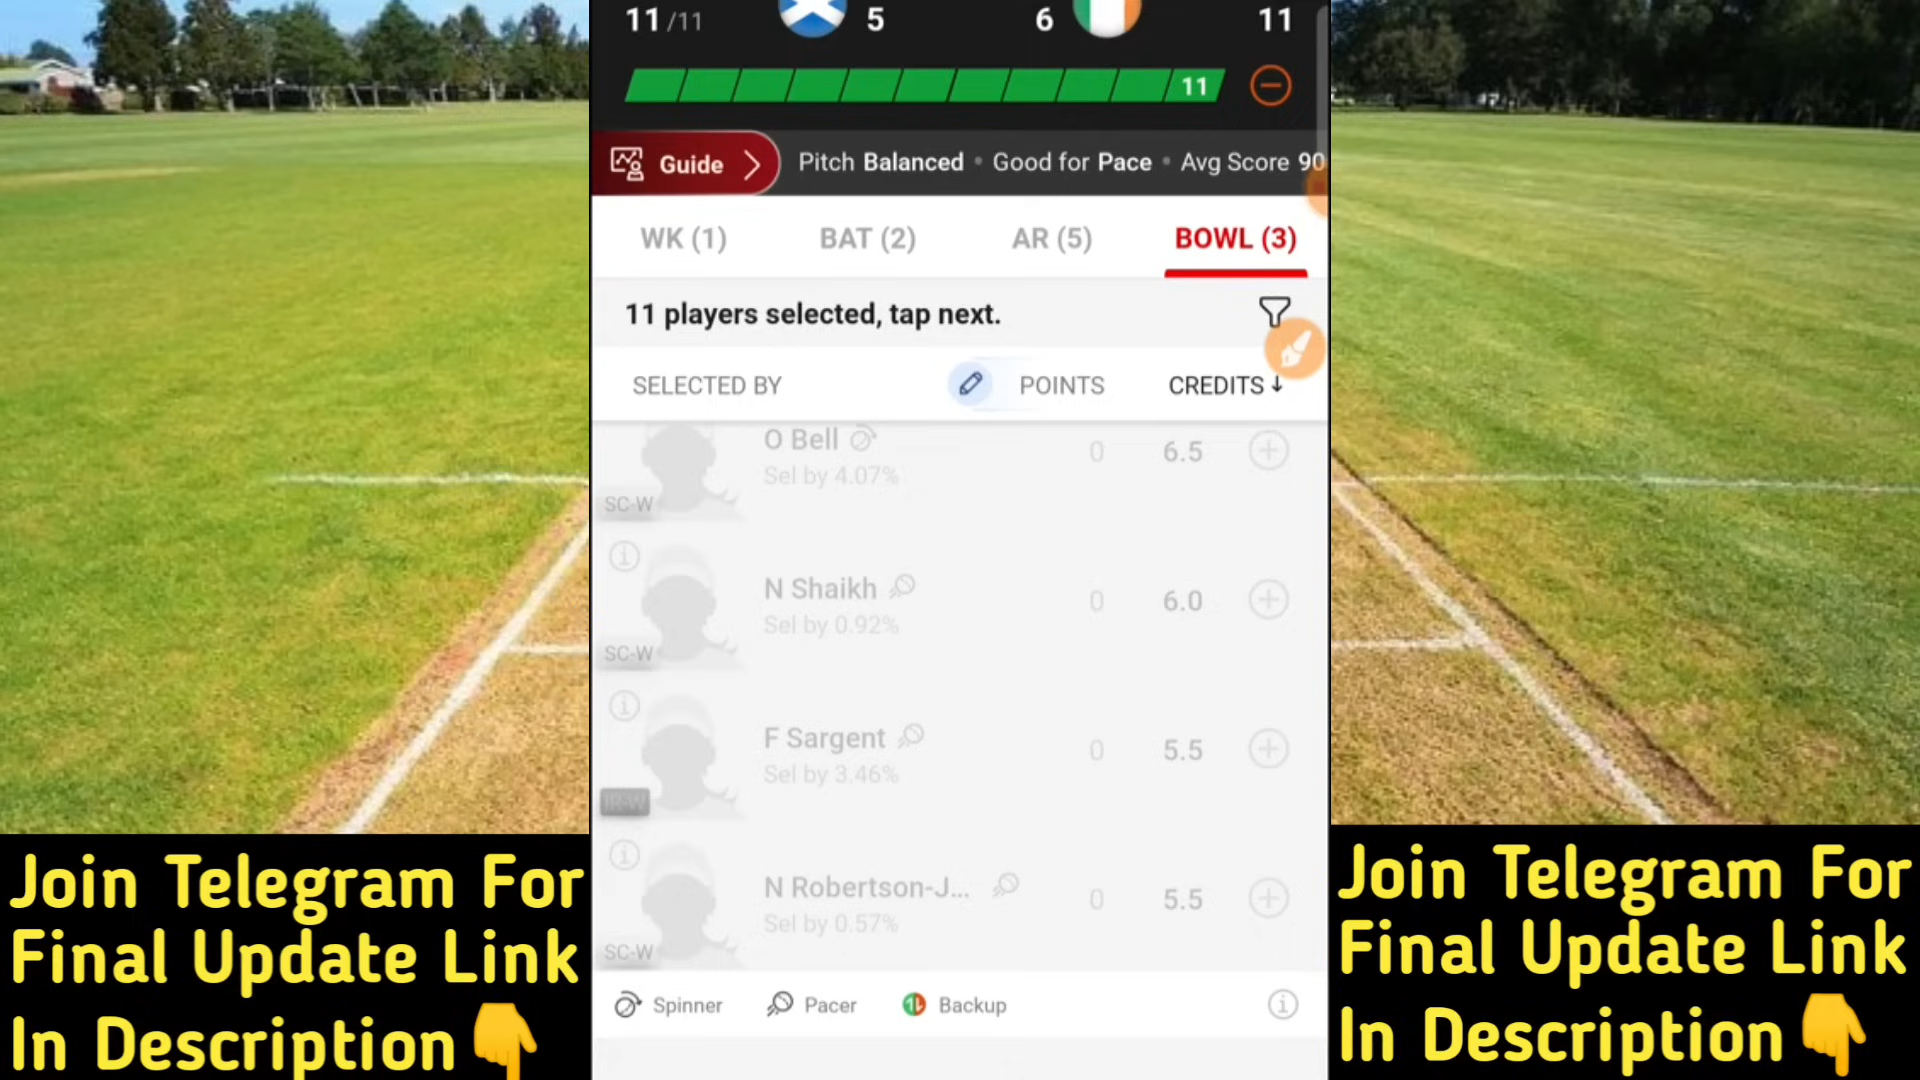 11 /11 5 6 11
11
Guide Pitch Balanced • Good for Pace • Avg Score 90
WK (1) BAT (2) AR (5) BOWL (3)
11 players selected, tap next.
SELECTED BY POINTS CREDITS ↓
O Bell 0 6.5
Sel by 4.07%
SC-W
N Shaikh 0 6.0
Sel by 0.92%
SC-W
F Sargent 0 5.5
Sel by 3.46%
IR-W
N Robertson-J... 0 5.5
Sel by 0.57%
SC-W
Spinner Pacer Backup
Join Telegram For
Final Update Link
In Description👇
Join Telegram For
Final Update Link
In Description👇